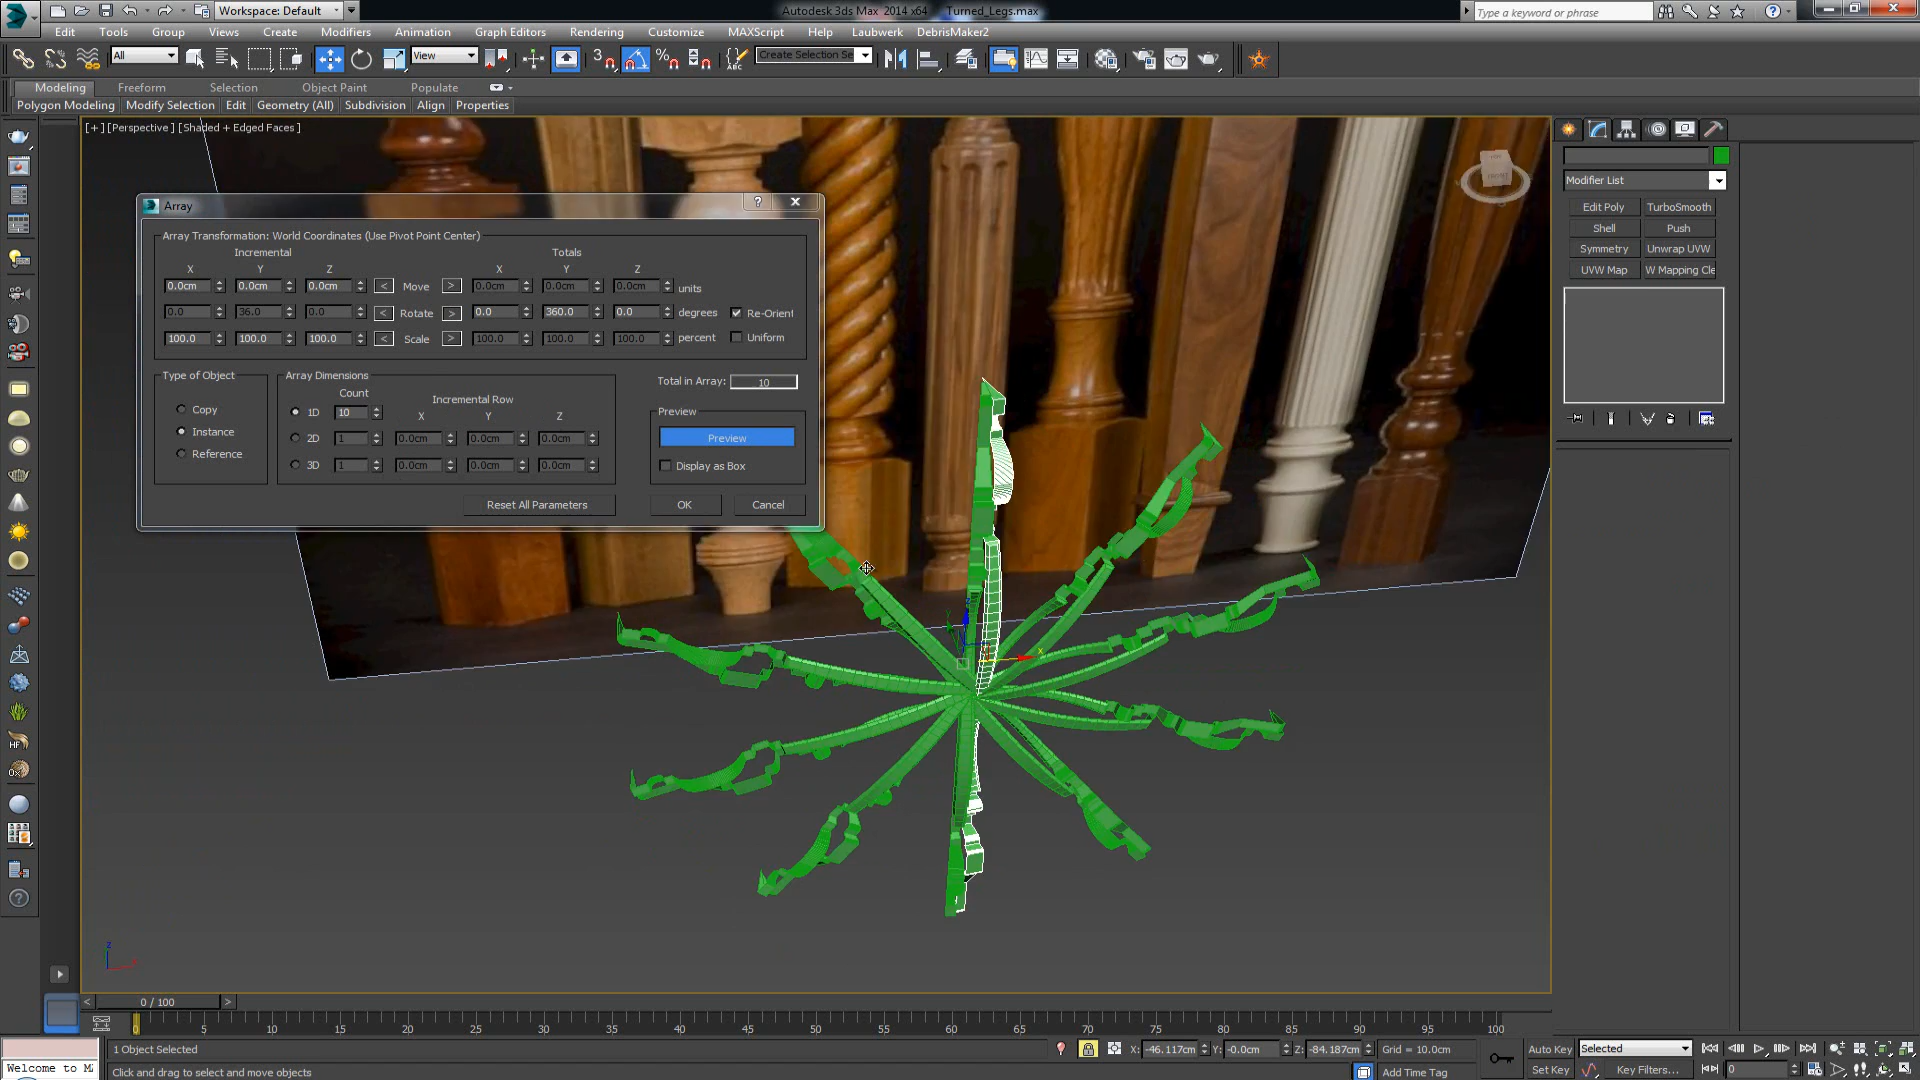 Workspace: Default
Autodesk 3ds Max 2014 x64 Turned_Legs.max
Type a keyword or phrase
Edit Tools Group Views Create Modifiers Animation Graph Editors Rendering Customize MAXScript Help Laubwerk DebrisMaker2
All View Create Selection Se
Modeling Freeform Selection Object Paint Populate
Polygon Modeling Modify Selection Edit Geometry (All) Subdivision Align Properties
[+] [Perspective] [Shaded + Edged Faces]
Array
Array Transformation: World Coordinates (Use Pivot Point Center)
Incremental Totals
X Y Z X Y Z
0.0cm 0.0cm 0.0cm < Move > 0.0cm 0.0cm 0.0cm units
0.0 36.0 0.0 < Rotate > 0.0 360.0 0.0 degrees Re-Orient
100.0 100.0 100.0 < Scale > 100.0 100.0 100.0 percent Uniform
Type of Object
Copy
Instance
Reference
Array Dimensions
Count
Incremental Row
X Y Z
1D 10
2D 1 0.0cm 0.0cm 0.0cm
3D 1 0.0cm 0.0cm 0.0cm
Total in Array: 10
Preview
Preview
Display as Box
Reset All Parameters OK Cancel
Modifier List
Edit Poly TurboSmooth
Shell Push
Symmetry Unwrap UVW
UVW Map W Mapping Cle
x
z
< 0 / 100 >
0 5 10 15 20 25 30 35 40 45 50 55 60 65 70 75 80 85 90 95 100
1 Object Selected X: -46.117cm Y: -0.0cm Z: -84.187cm Grid = 10.0cm Auto Key Selected
Welcome to M Click and drag to select and move objects Add Time Tag Set Key Key Filters... 0